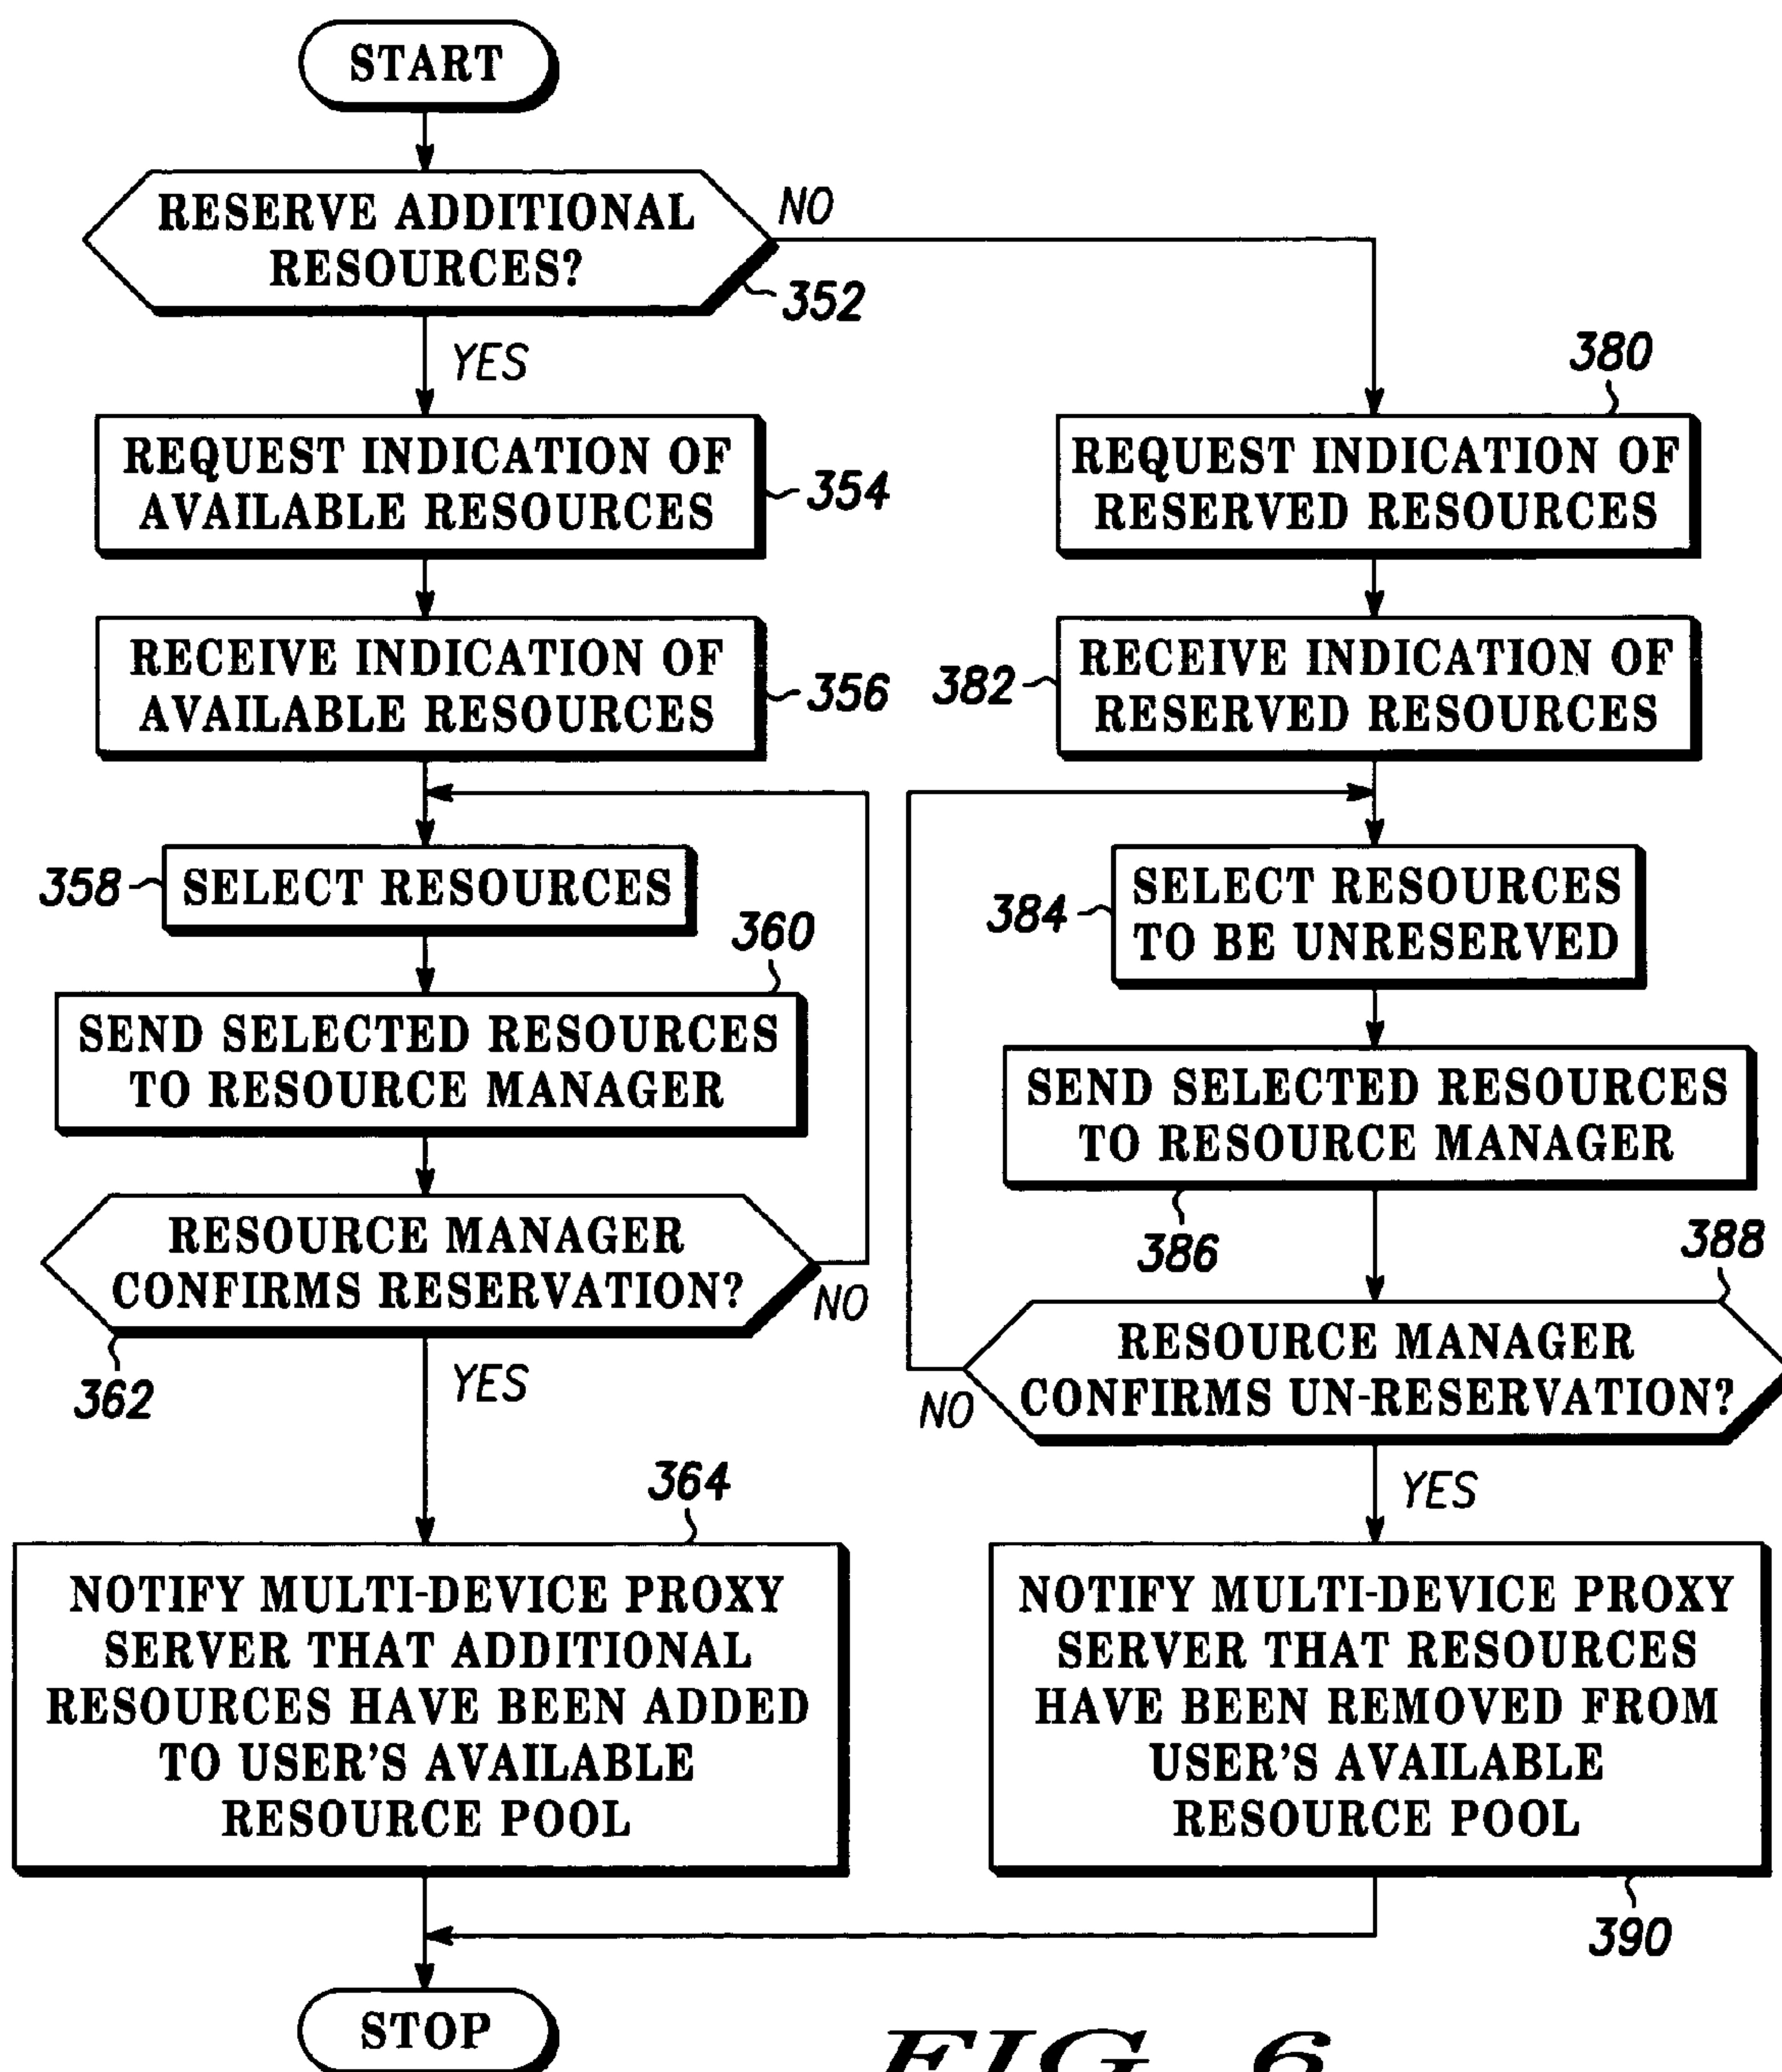 START
RESERVE ADDITIONAL
RESOURCES?
NO
352
YES
REQUEST INDICATION OF
AVAILABLE RESOURCES
354
RECEIVE INDICATION OF
AVAILABLE RESOURCES
356
358
SELECT RESOURCES
360
SEND SELECTED RESOURCES
TO RESOURCE MANAGER
RESOURCE MANAGER
CONFIRMS RESERVATION?
NO
362
YES
364
NOTIFY MULTI-DEVICE PROXY
SERVER THAT ADDITIONAL
RESOURCES HAVE BEEN ADDED
TO USER'S AVAILABLE
RESOURCE POOL
380
REQUEST INDICATION OF
RESERVED RESOURCES
382
RECEIVE INDICATION OF
RESERVED RESOURCES
384
SELECT RESOURCES
TO BE UNRESERVED
SEND SELECTED RESOURCES
TO RESOURCE MANAGER
386
388
RESOURCE MANAGER
CONFIRMS UN-RESERVATION?
NO
YES
NOTIFY MULTI-DEVICE PROXY
SERVER THAT RESOURCES
HAVE BEEN REMOVED FROM
USER'S AVAILABLE
RESOURCE POOL
390
STOP
FIG. 6